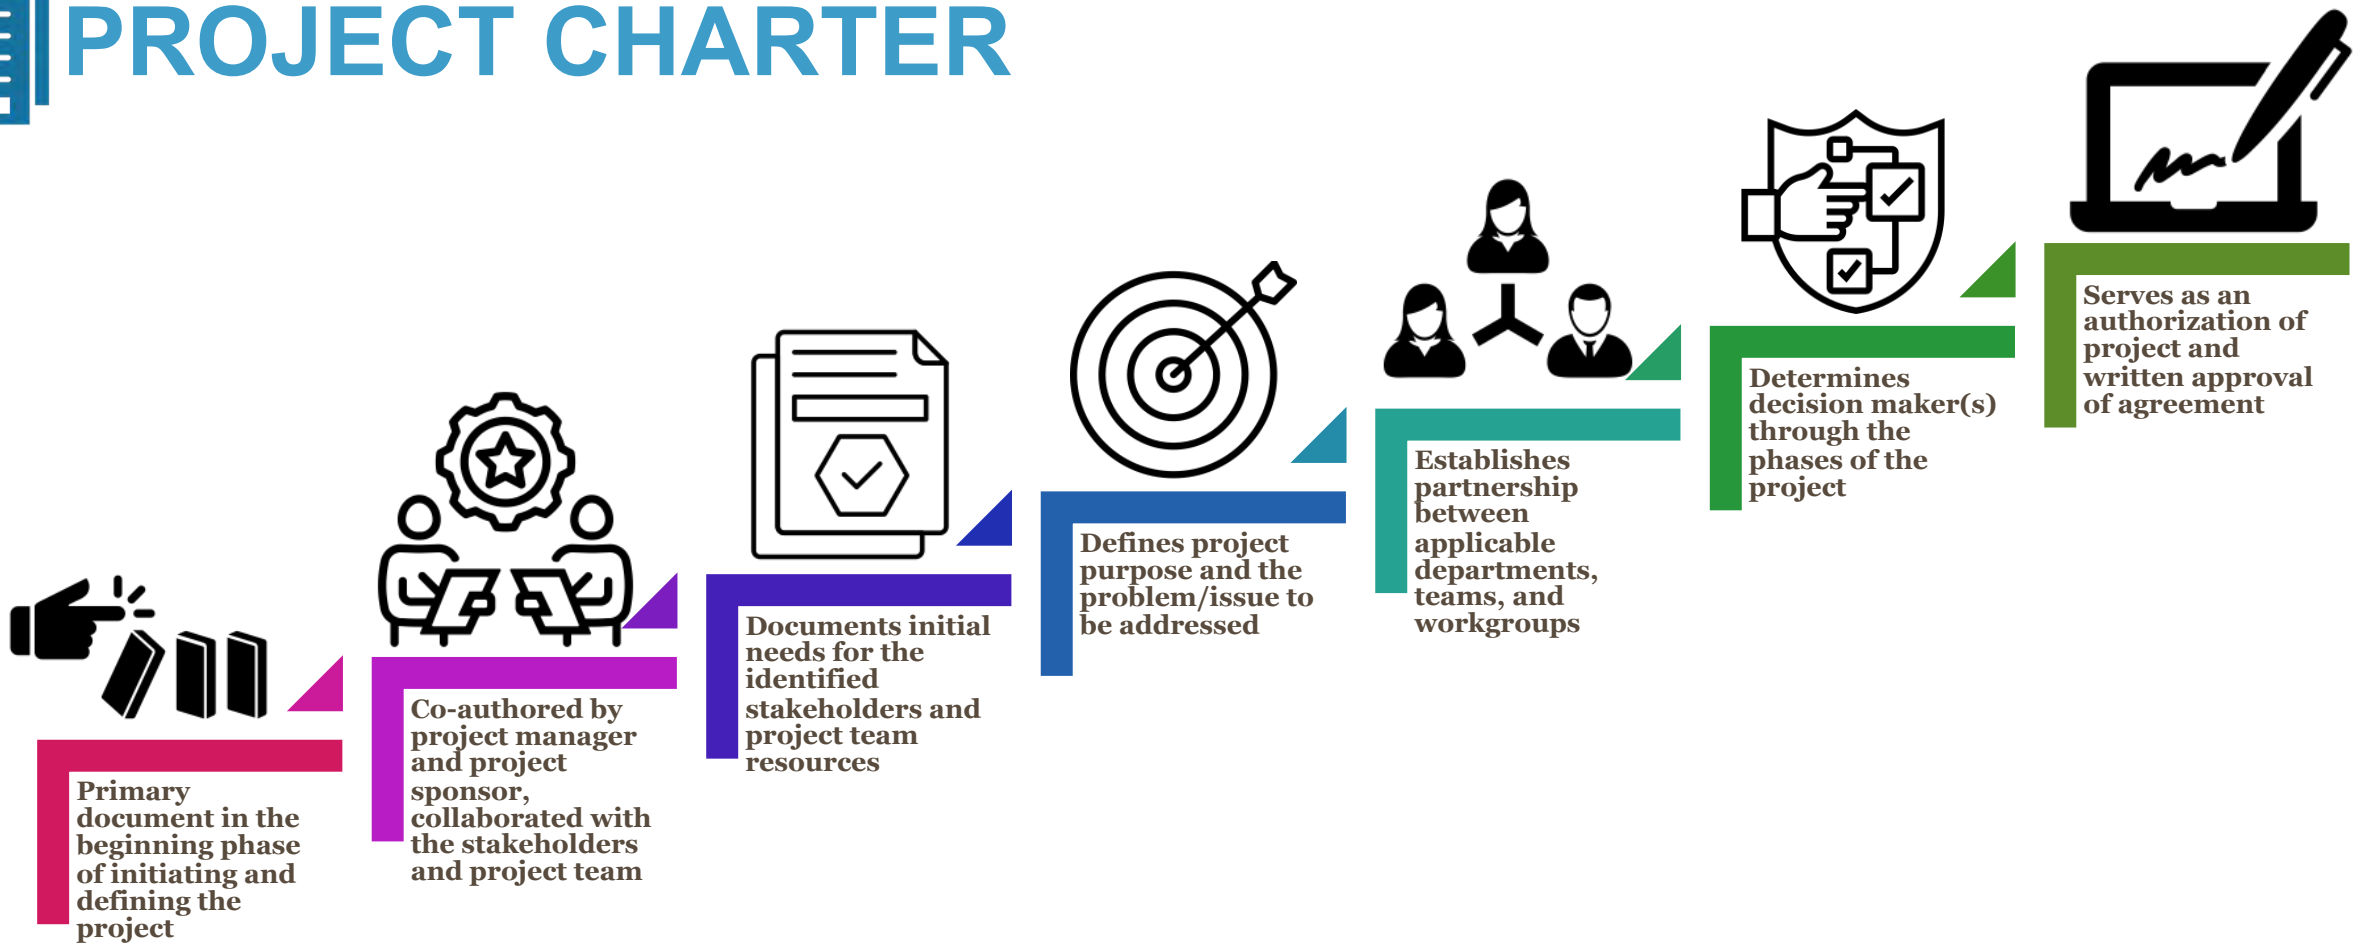 PROJECT CHARTER
Primary
document in the
beginning phase
of initiating and
defining the
project
Co-authored by
project manager
and project
sponsor,
collaborated with
the stakeholders
and project team
Documents initial
needs for the
identified
stakeholders and
project team
resources
Defines project
purpose and the
problem/issue to
be addressed
Establishes
partnership
between
applicable
departments,
teams, and
workgroups
Determines
decision maker(s)
through the
phases of the
project
Serves as an
authorization of
project and
written approval
of agreement